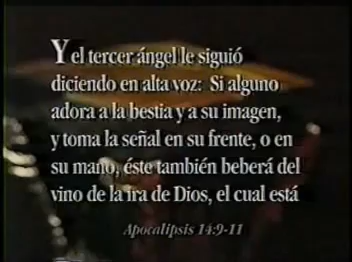 Y el tercer ángel le siguió
diciendo en alta voz: Si alguno
adora a la bestia y a su imagen,
y toma la señal en su frente, o en
su mano, éste también beberá del
vino de la ira de Dios, el cual está
Apocalipsis 14:9-11